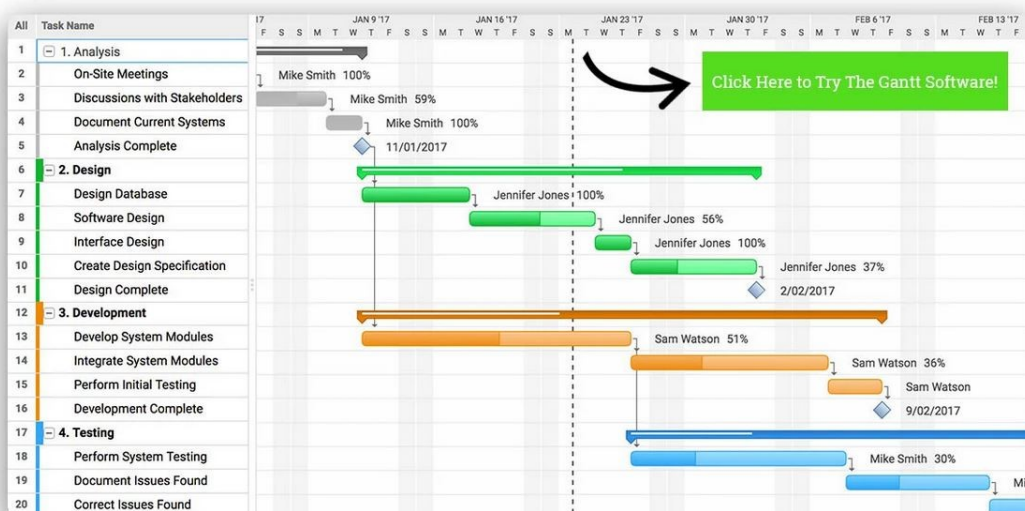 All Task Name 17 JAN 9 '17 JAN 16 '17 JAN 23 '17 JAN 30 '17 FEB 6 '17 FEB 13 '17
F S S M T W T F S S M T W T F S S M T W T F S S M T W T F S S M T W T F S S M T W T F
1 1. Analysis
Click Here to Try The Gantt Software!
2 On-Site Meetings Mike Smith 100%
3 Discussions with Stakeholders Mike Smith 59%
4 Document Current Systems Mike Smith 100%
5 Analysis Complete 11/01/2017
6 2. Design
7 Design Database Jennifer Jones 100%
8 Software Design Jennifer Jones 56%
9 Interface Design Jennifer Jones 100%
10 Create Design Specification Jennifer Jones 37%
11 Design Complete 2/02/2017
12 3. Development
13 Develop System Modules Sam Watson 51%
14 Integrate System Modules Sam Watson 36%
15 Perform Initial Testing Sam Watson
16 Development Complete 9/02/2017
17 4. Testing
18 Perform System Testing Mike Smith 30%
19 Document Issues Found Mi
20 Correct Issues Found